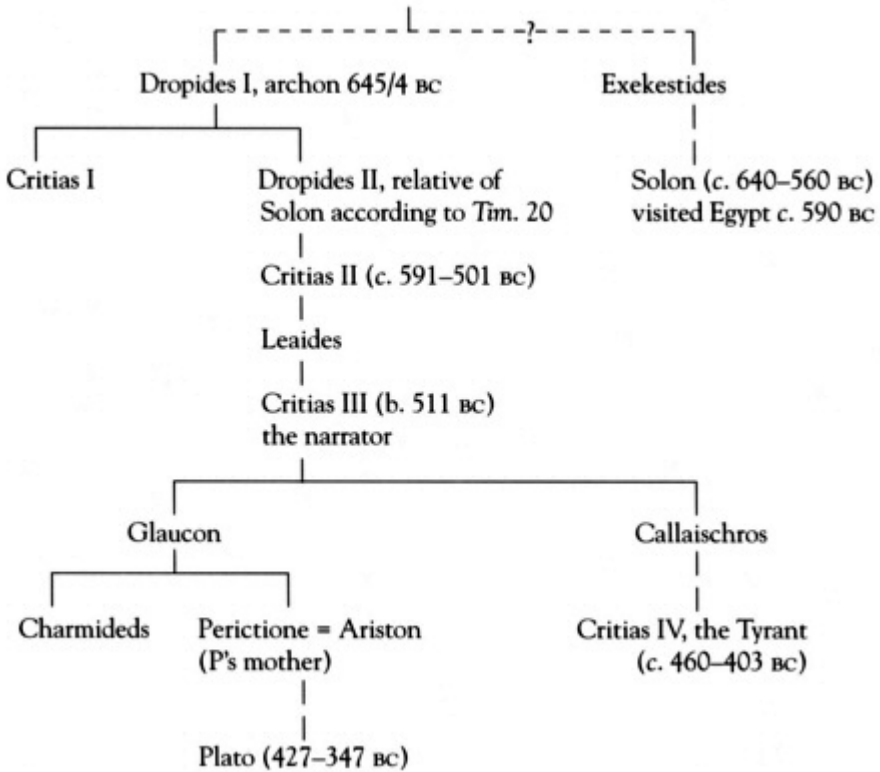 ?
Dropides I, archon 645/4 BC
Exekestides
Critias I
Dropides II, relative of
Solon according to Tim. 20
Solon (c. 640–560 BC)
visited Egypt c. 590 BC
Critias II (c. 591–501 BC)
Leaides
Critias III (b. 511 BC)
the narrator
Glaucon
Callaischros
Charmideds
Perictione = Ariston
(P's mother)
Critias IV, the Tyrant
(c. 460–403 BC)
Plato (427–347 BC)